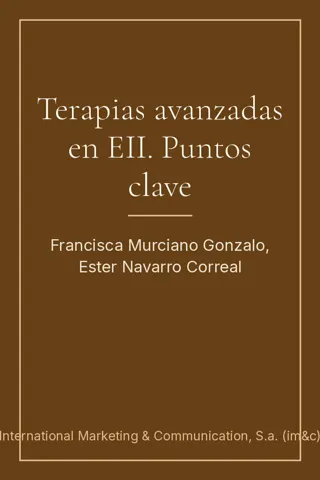 Terapias avanzadas
en EII. Puntos
clave
Francisca Murciano Gonzalo,
Ester Navarro Correal
International Marketing & Communication, S.a. (im&c)